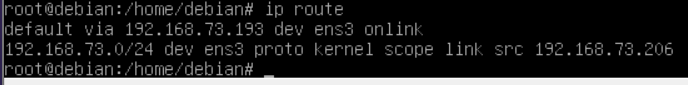 root@debian:/home/debian# ip route
default via 192.168.73.193 dev ens3 onlink
192.168.73.0/24 dev ens3 proto kernel scope link src 192.168.73.206
root@debian:/home/debian# _